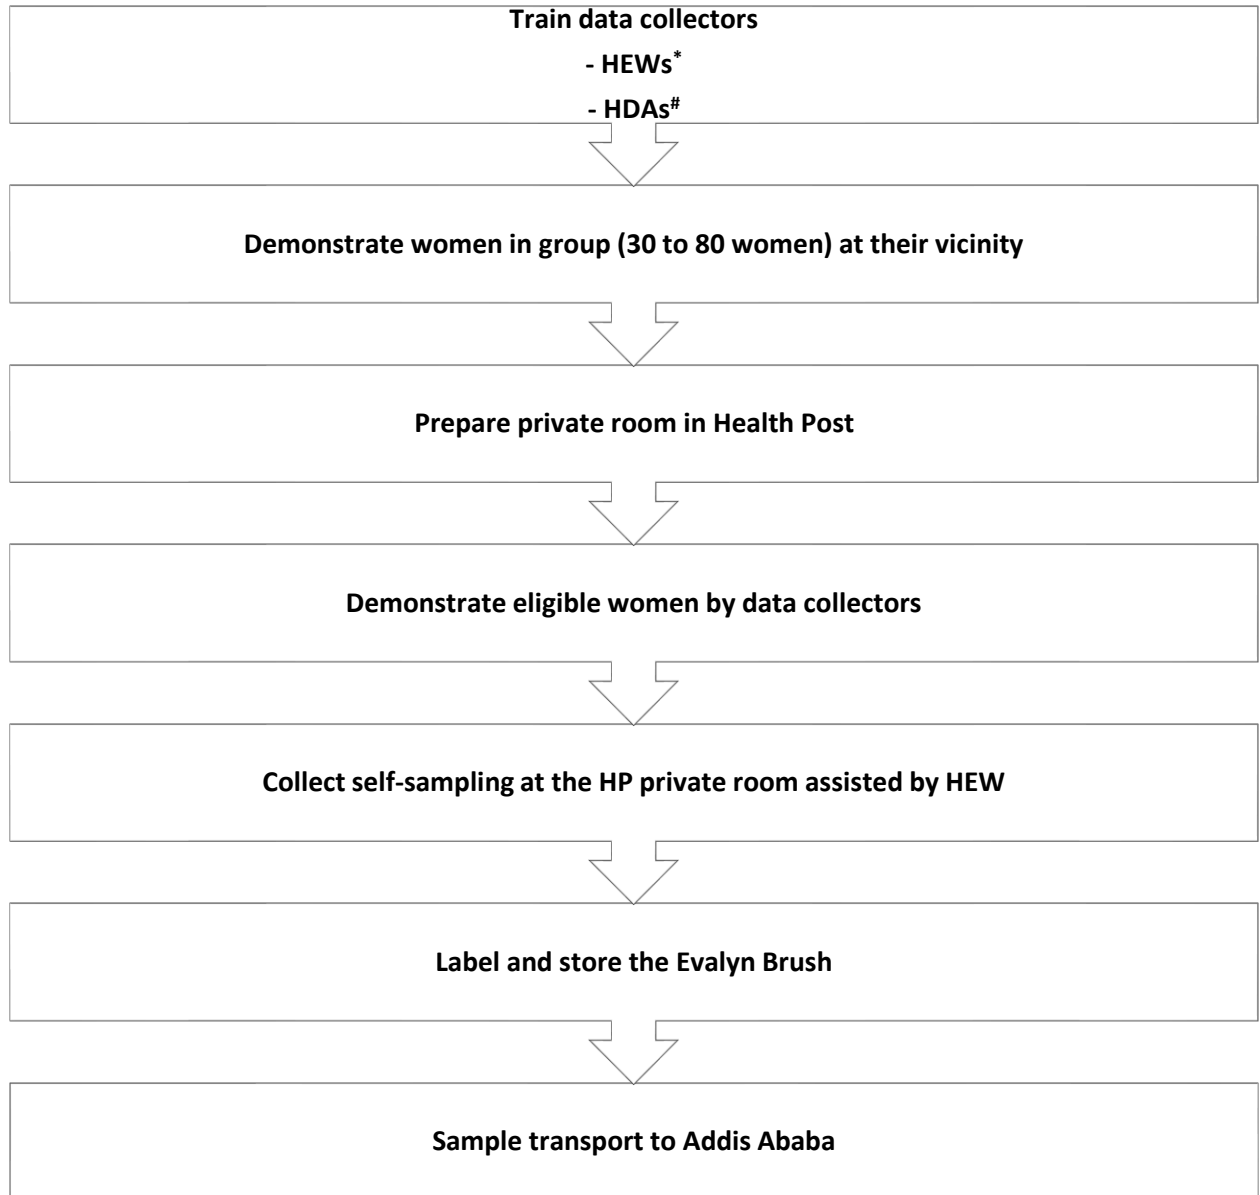 Train data collectors
- HEWs*
- HDAs#
Demonstrate women in group (30 to 80 women) at their vicinity
Prepare private room in Health Post
Demonstrate eligible women by data collectors
Collect self-sampling at the HP private room assisted by HEW
Label and store the Evalyn Brush
Sample transport to Addis Ababa